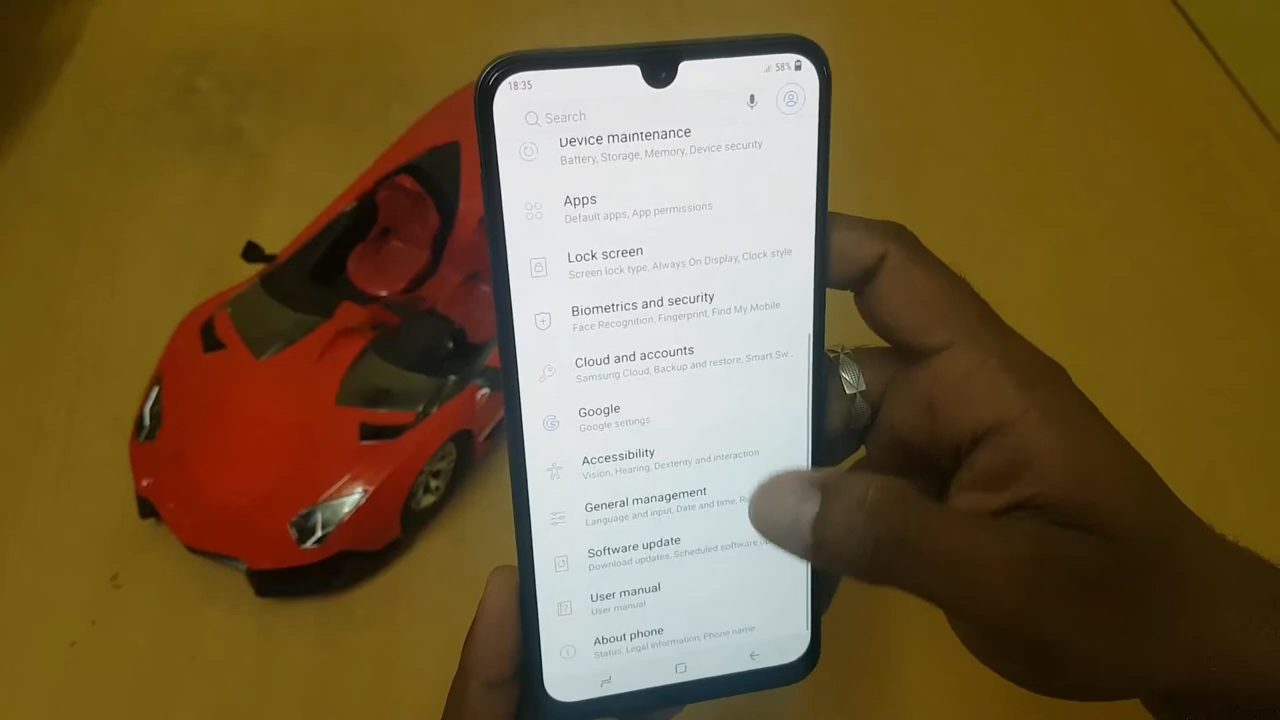 18:35
58%
Search
Device maintenance
Battery, Storage, Memory, Device security
Apps
Default apps, App permissions
Lock screen
Screen lock type, Always On Display, Clock style
Biometrics and security
Face Recognition, Fingerprint, Find My Mobile
Cloud and accounts
Samsung Cloud, Backup and restore, Smart Sw...
Google
Google settings
Accessibility
Vision, Hearing, Dexterity and interaction
General management
Language and input, Date and time,
Software update
Download updates, Scheduled software
User manual
User manual
About phone
Status, Legal information, Phone name